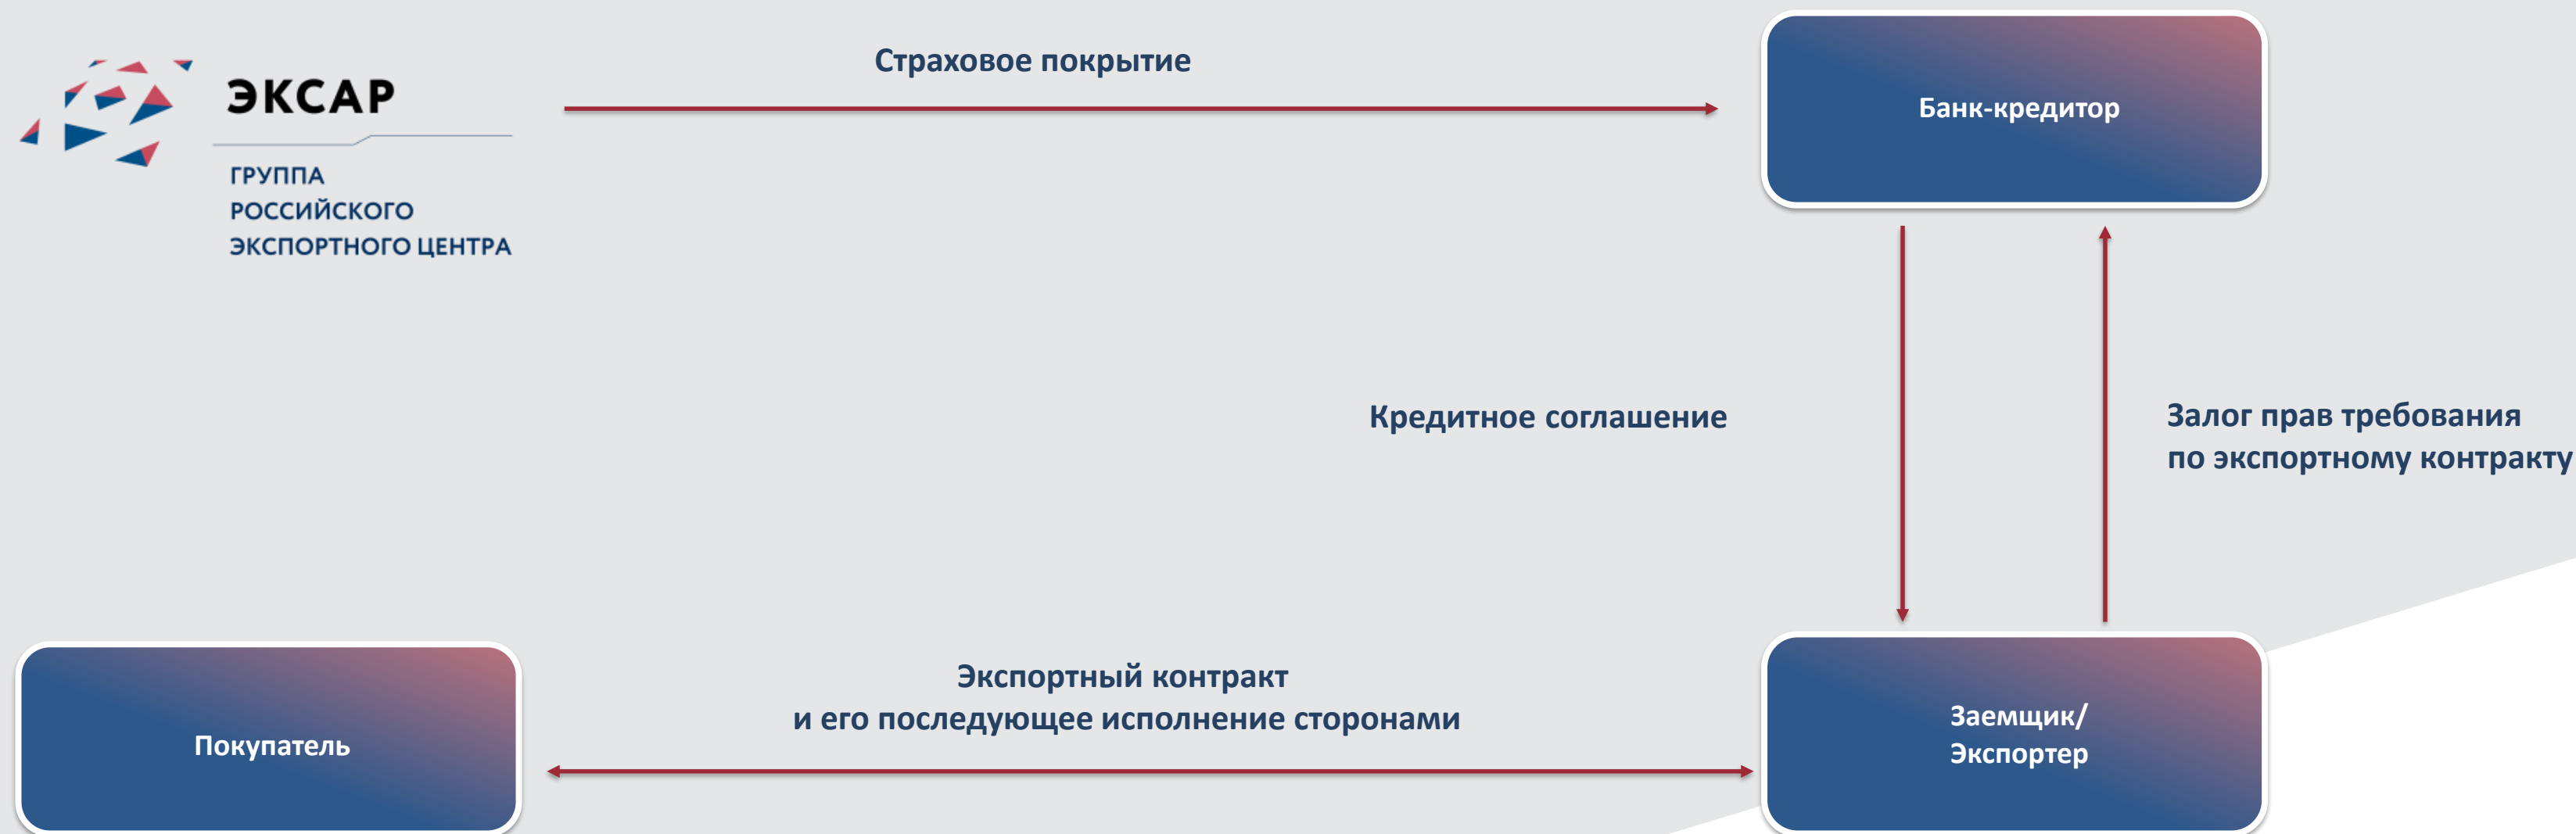 ЭКСАР
ГРУППА
РОССИЙСКОГО
ЭКСПОРТНОГО ЦЕНТРА
Страховое покрытие
Банк-кредитор
Кредитное соглашение
Залог прав требования
по экспортному контракту
Покупатель
Экспортный контракт
и его последующее исполнение сторонами
Заемщик/
Экспортер